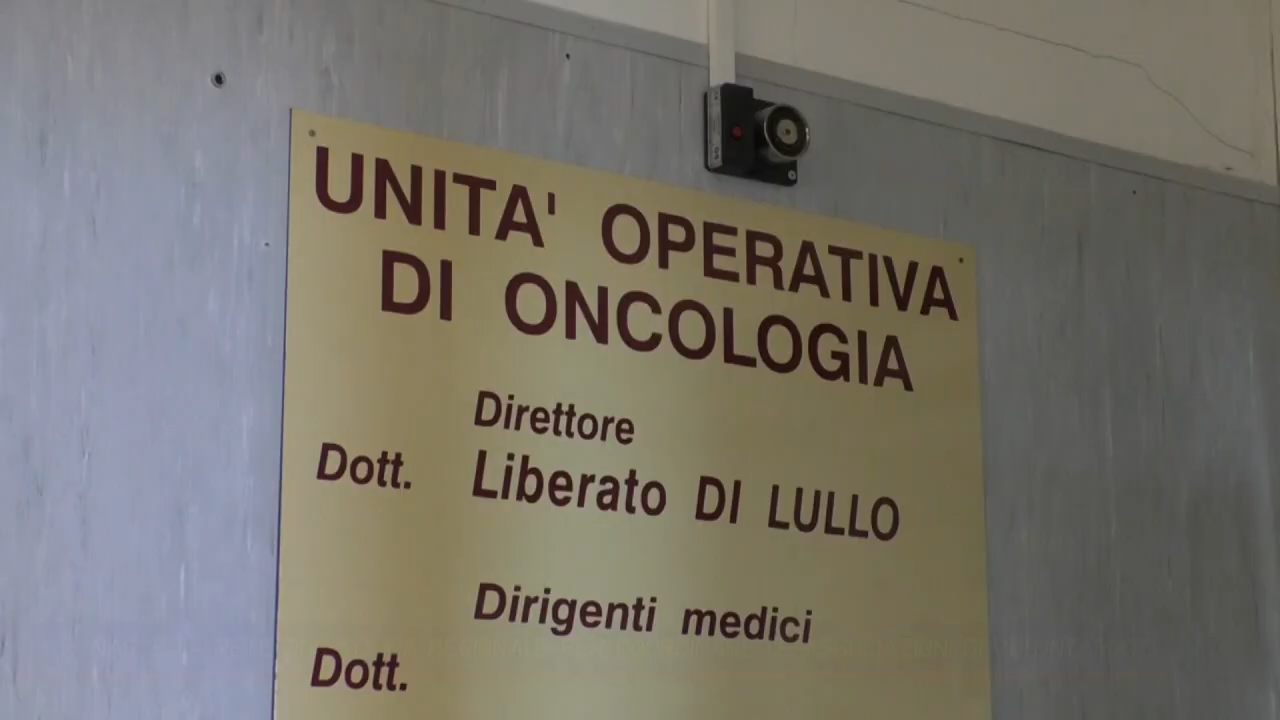 UNITA' OPERATIVA
DI ONCOLOGIA
Direttore
Dott. Liberato DI LULLO
Dirigenti medici
Dott.